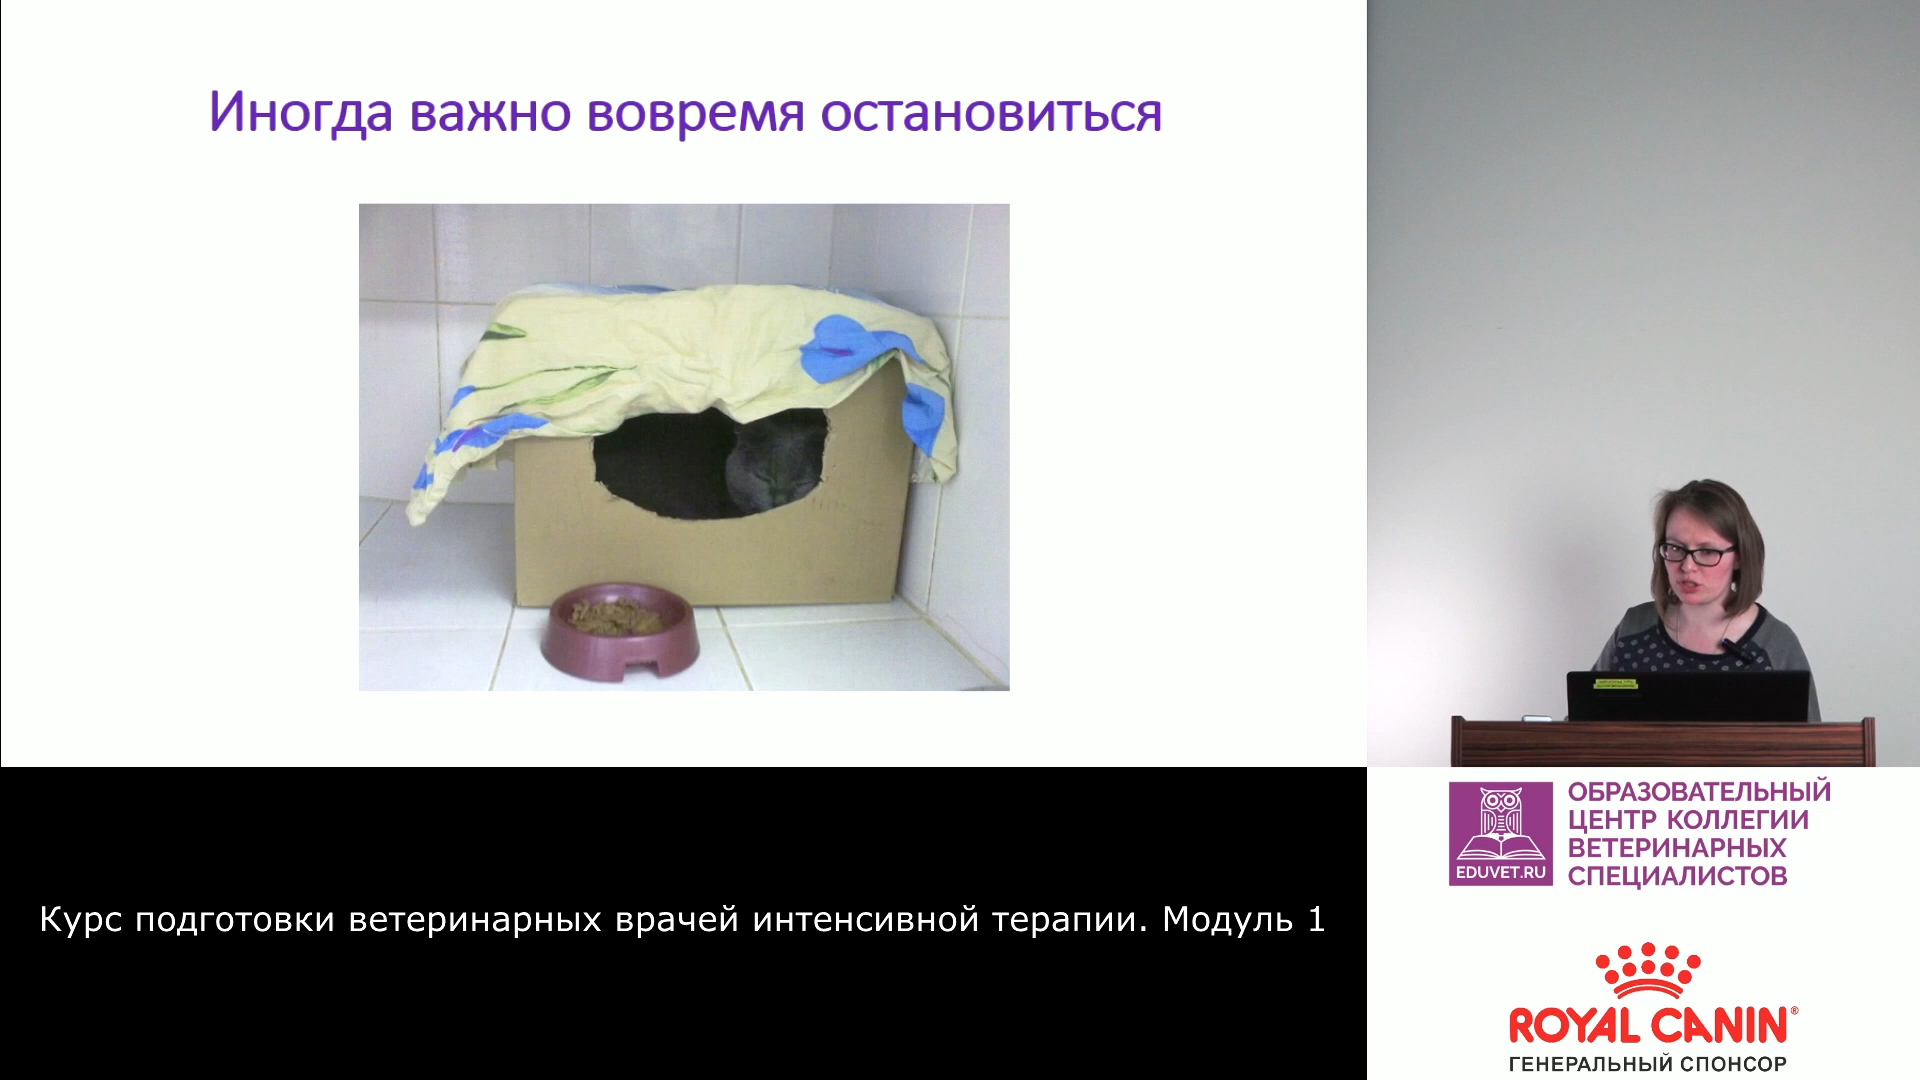 Иногда важно вовремя остановиться
Курс подготовки ветеринарных врачей интенсивной терапии. Модуль 1
ОБРАЗОВАТЕЛЬНЫЙ
ЦЕНТР КОЛЛЕГИИ
ВЕТЕРИНАРНЫХ
СПЕЦИАЛИСТОВ
EDUVET.RU
ROYAL CANIN®
ГЕНЕРАЛЬНЫЙ СПОНСОР